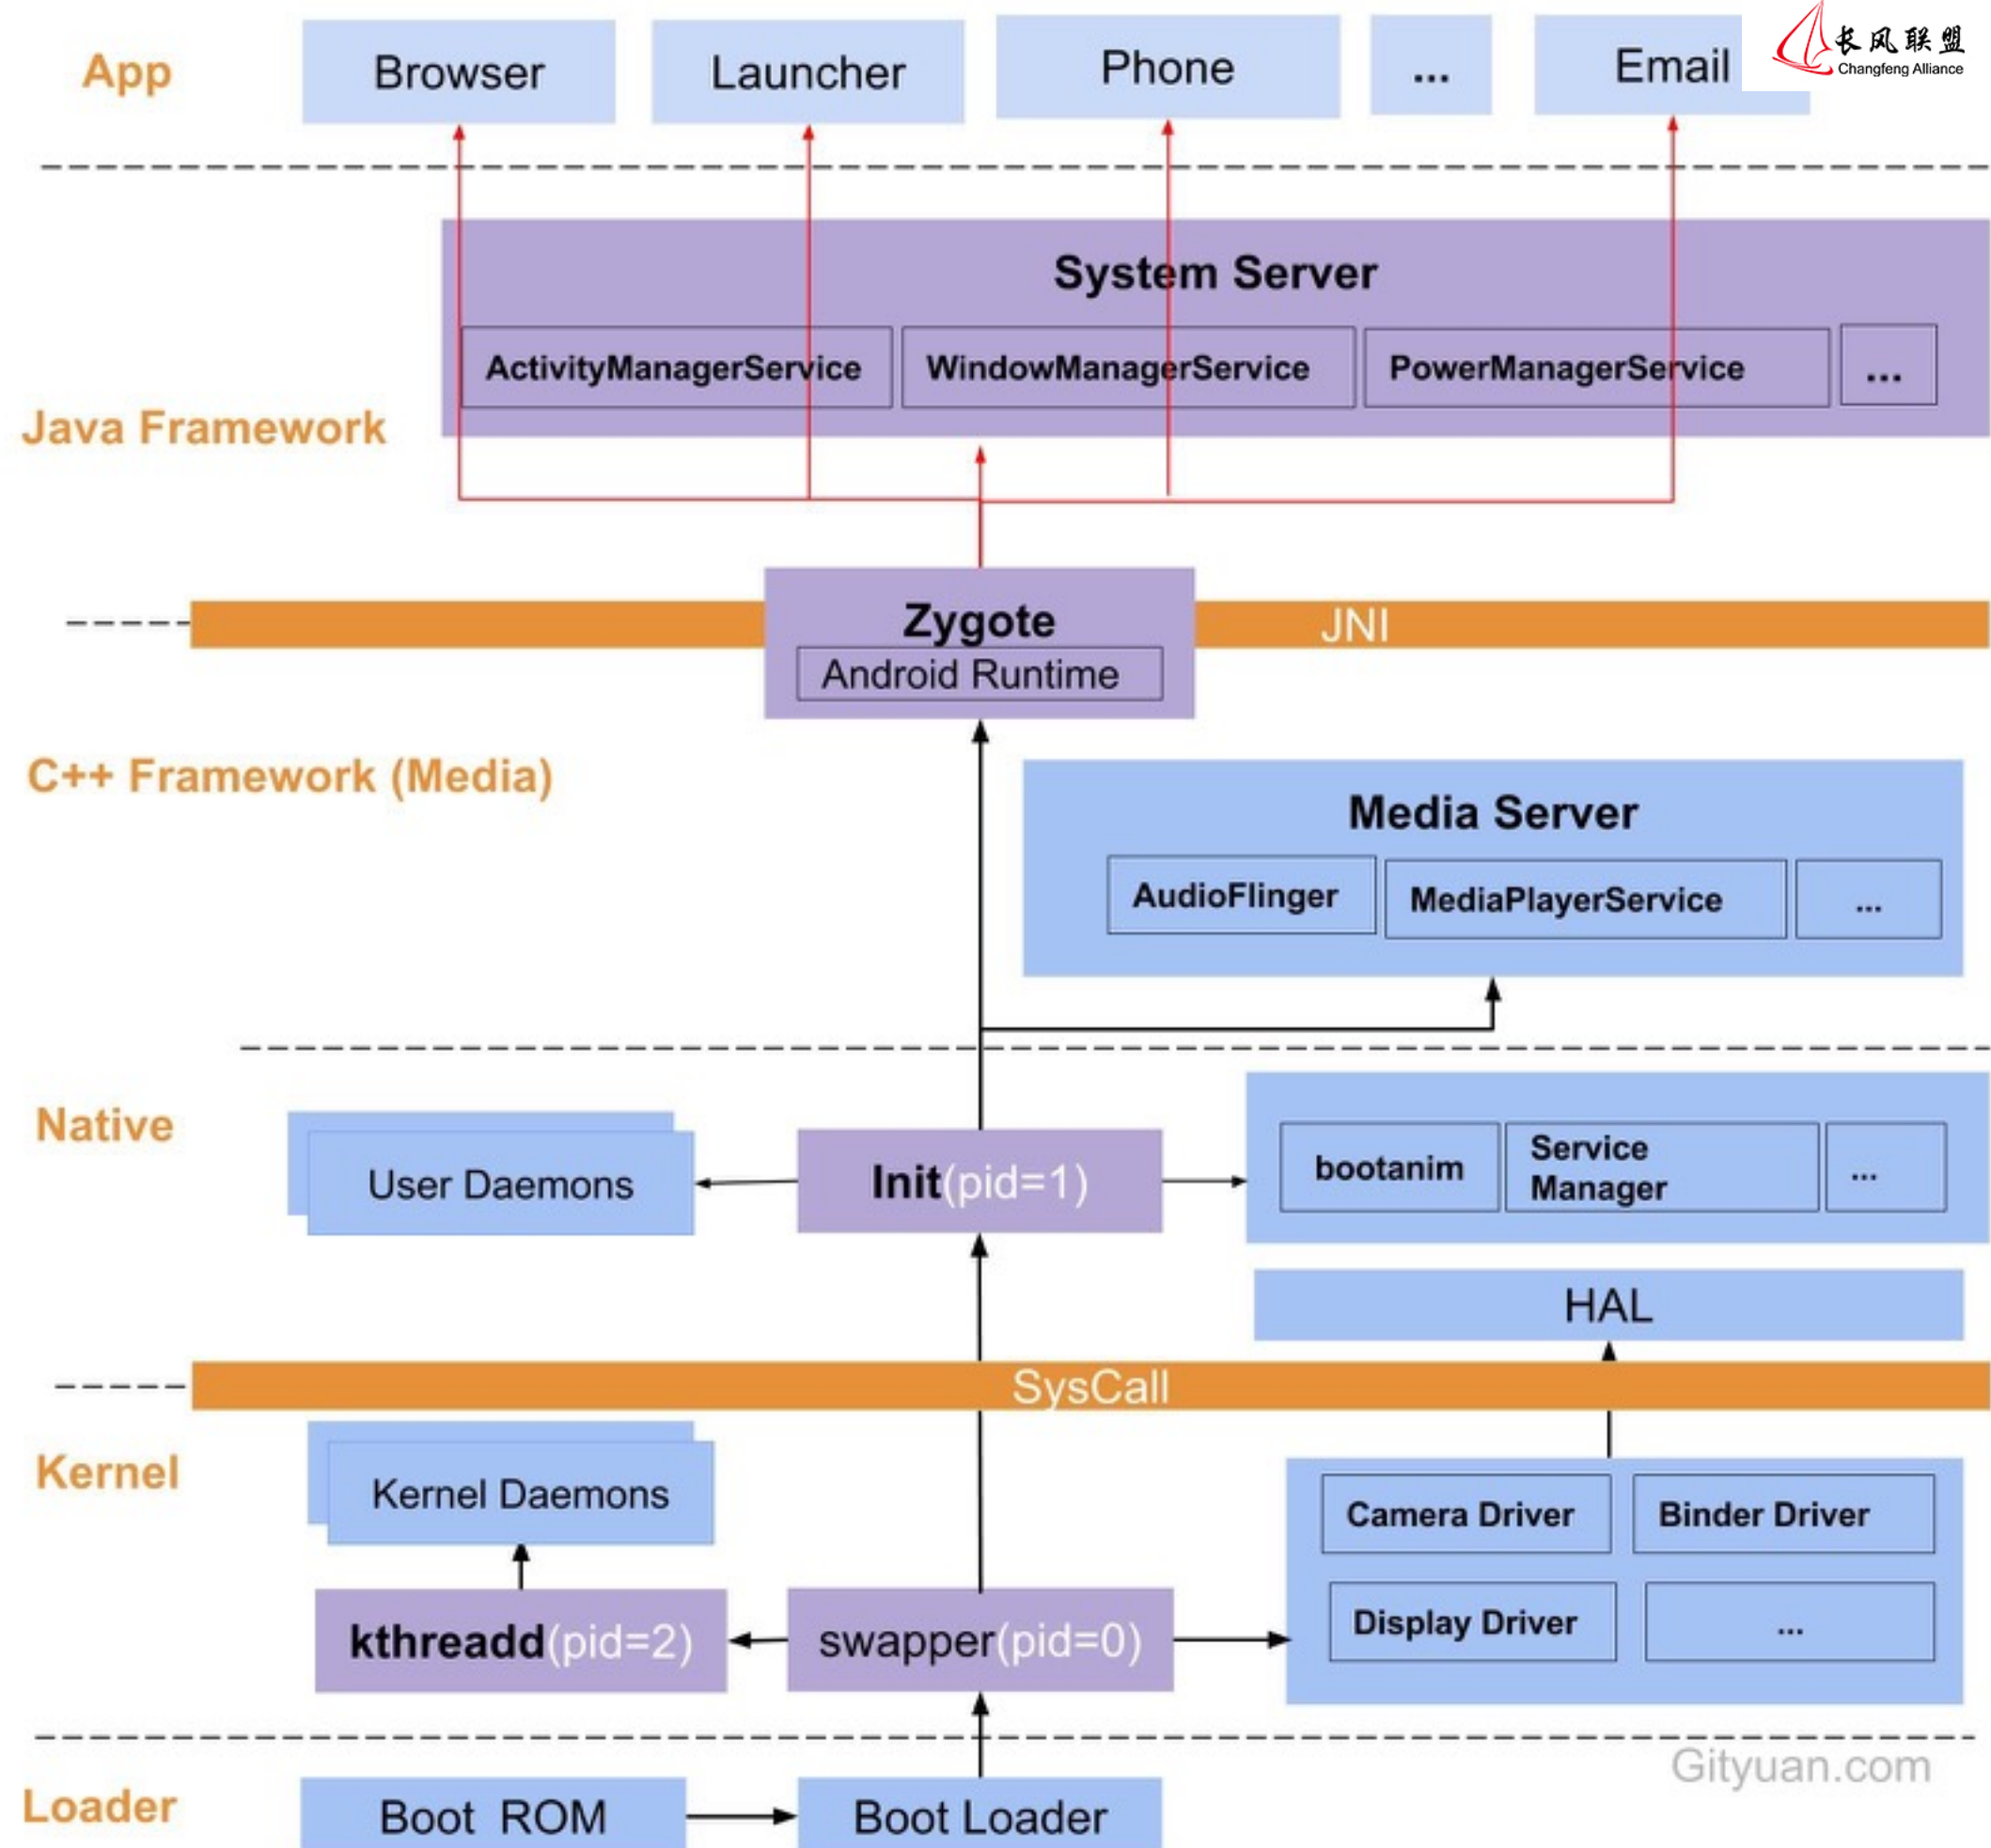 App
Browser
Launcher
Phone
...
Email
长风联盟
Changfeng Alliance
System Server
ActivityManagerService
WindowManagerService
PowerManagerService
...
Java Framework
Zygote
JNI
Android Runtime
C++ Framework (Media)
Media Server
AudioFlinger
MediaPlayerService
...
Native
User Daemons
Init(pid=1)
bootanim
Service
Manager
...
HAL
SysCall
Kernel
Kernel Daemons
Camera Driver
Binder Driver
kthreadd(pid=2)
swapper(pid=0)
Display Driver
...
Gityuan.com
Loader
Boot ROM
Boot Loader